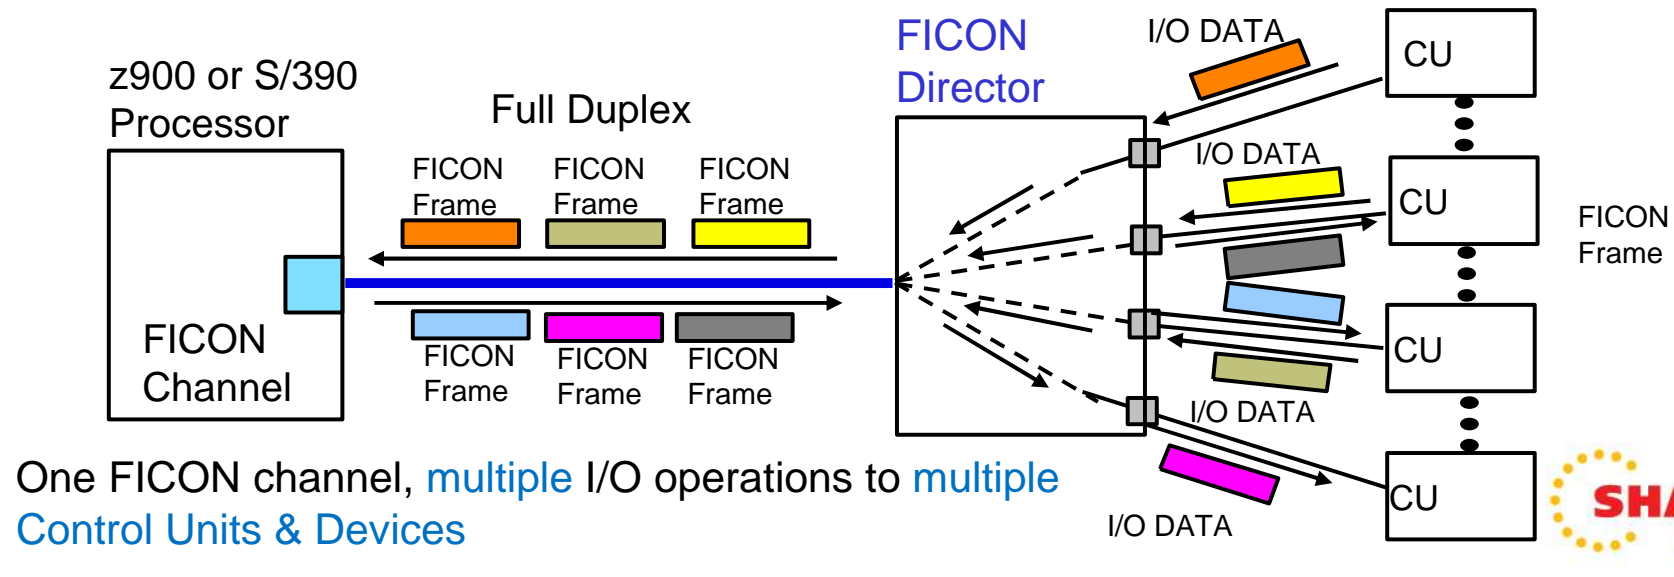 z900 or S/390
Processor
Full Duplex
FICON
Director
I/O DATA
CU
FICON FICON FICON
Frame Frame Frame
I/O DATA
CU
FICON
Frame
FICON
Channel
FICON FICON FICON
Frame Frame Frame
CU
I/O DATA
CU
I/O DATA
One FICON channel, multiple I/O operations to multiple
Control Units & Devices